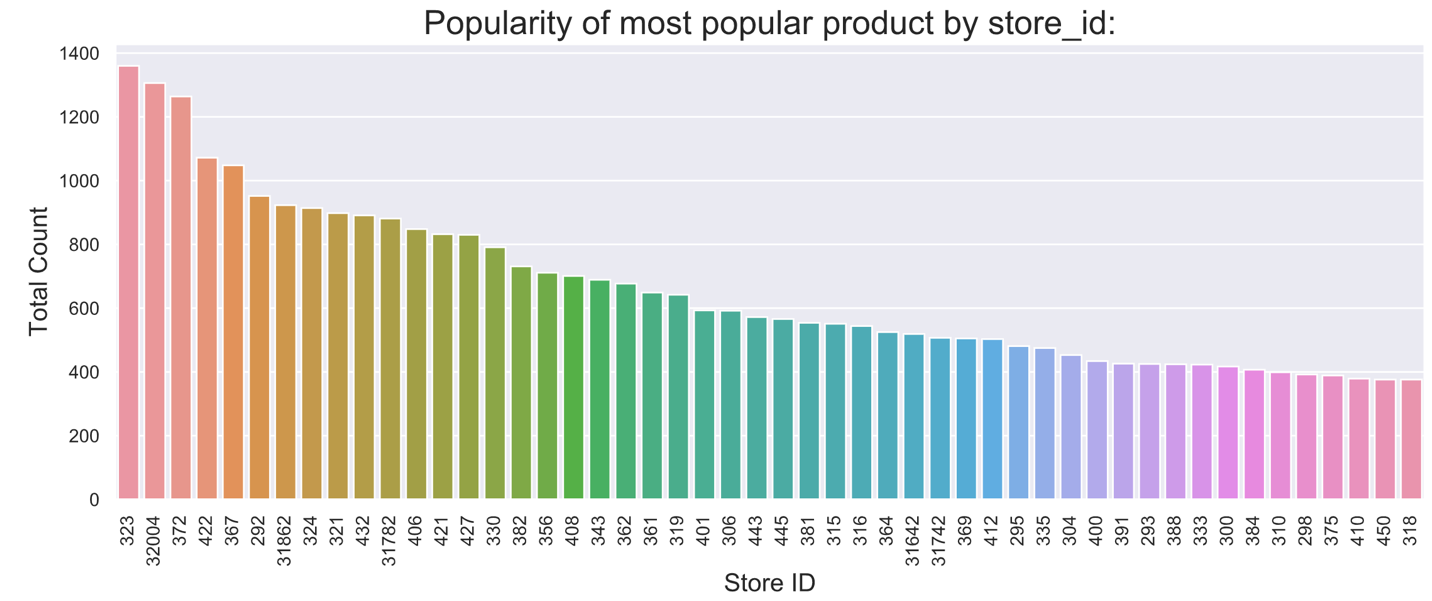 Popularity of most popular product by store_id:
1400
1200
1000
800
600
400
200
0
Total Count
323 32004 372 422 367 292 31862 324 321 432 31782 406 421 427 330 382 356 408 343 362 361 319 401 306 443 445 381 315 316 364 31642 31742 369 412 295 335 304 400 391 293 388 333 300 384 310 298 375 410 450 318
Store ID